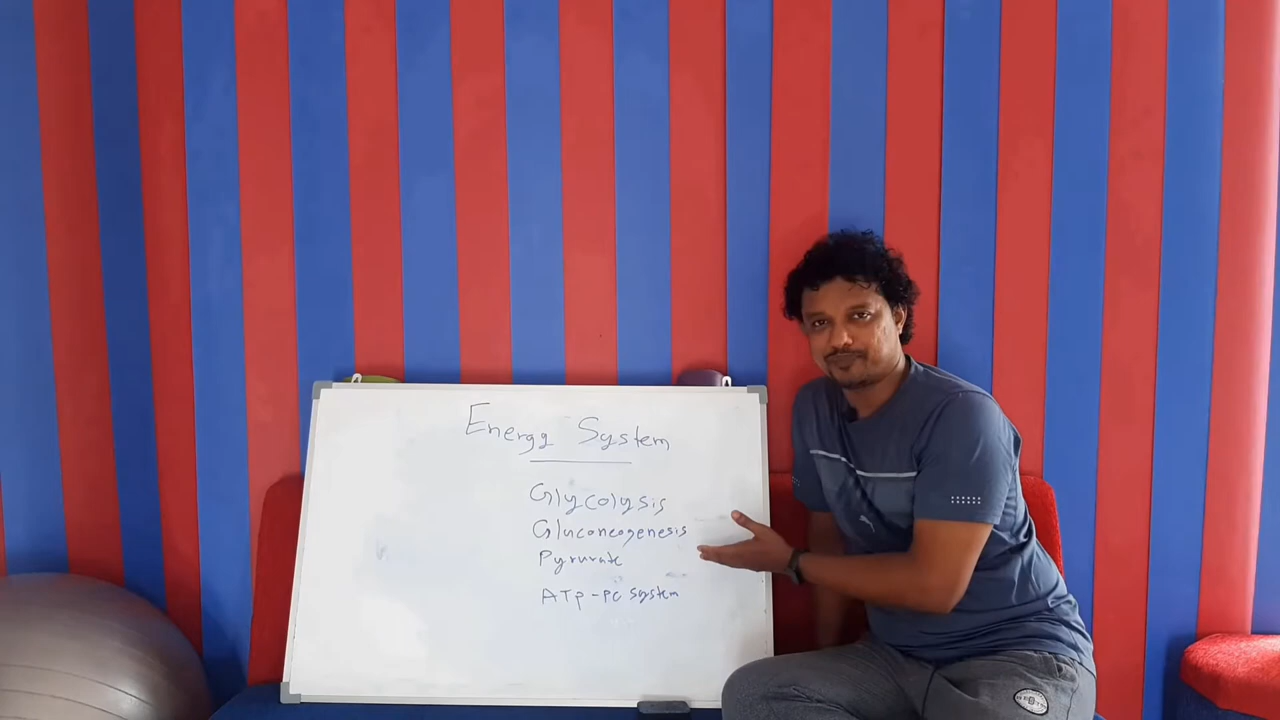 Energy System
Glycolysis
Gluconeogenesis
Pyruvate
ATP-PC System